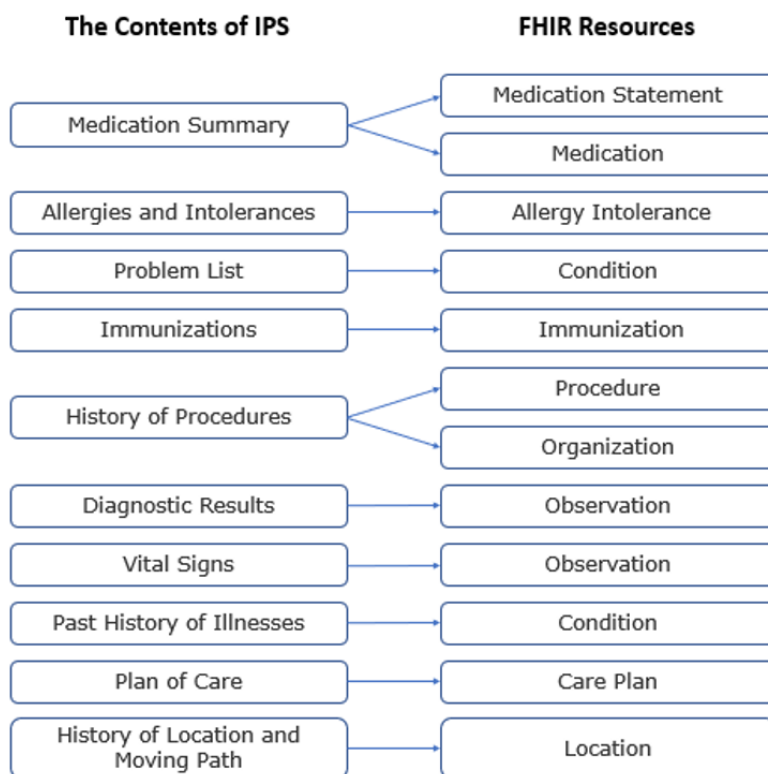 The Contents of IPS
FHIR Resources
Medication Summary
Medication Statement
Medication
Allergies and Intolerances
Allergy Intolerance
Problem List
Condition
Immunizations
Immunization
History of Procedures
Procedure
Organization
Diagnostic Results
Observation
Vital Signs
Observation
Past History of Illnesses
Condition
Plan of Care
Care Plan
History of Location and
Moving Path
Location